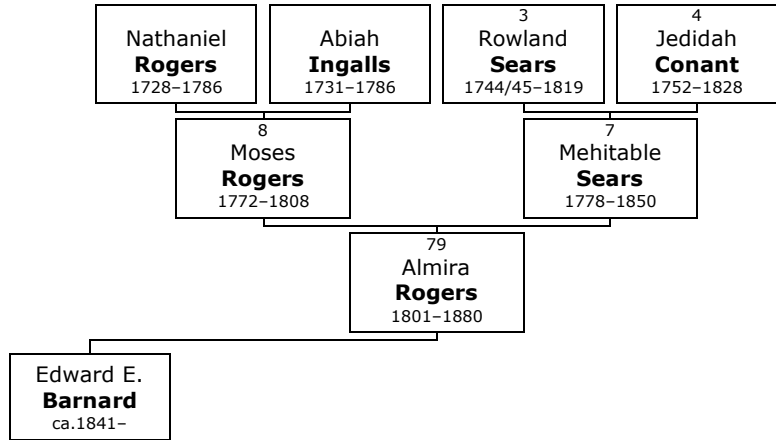 Nathaniel
Rogers
1728–1786
Abiah
Ingalls
1731–1786
3
Rowland
Sears
1744/45–1819
4
Jedidah
Conant
1752–1828
8
Moses
Rogers
1772–1808
7
Mehitable
Sears
1778–1850
79
Almira
Rogers
1801–1880
Edward E.
Barnard
ca.1841–